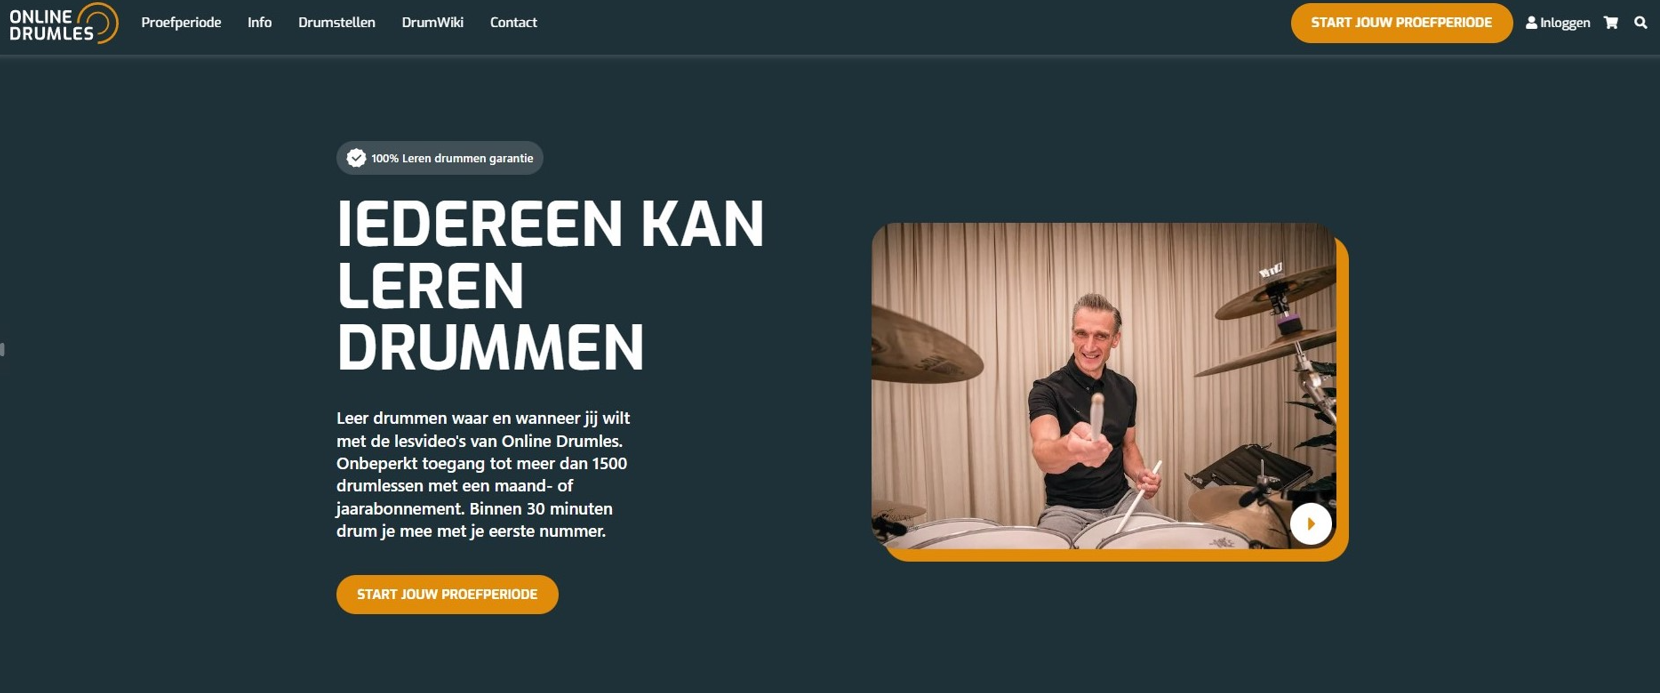 ONLINE
DRUMLES
Proefperiode
Info
Drumstellen
DrumWiki
Contact
START JOUW PROEFPERIODE
Inloggen
100% Leren drummen garantie
IEDEREEN KAN
LEREN
DRUMMEN
Leer drummen waar en wanneer jij wilt
met de lesvideo's van Online Drumles.
Onbeperkt toegang tot meer dan 1500
drumlessen met een maand- of
jaarabonnement. Binnen 30 minuten
drum je mee met je eerste nummer.
START JOUW PROEFPERIODE